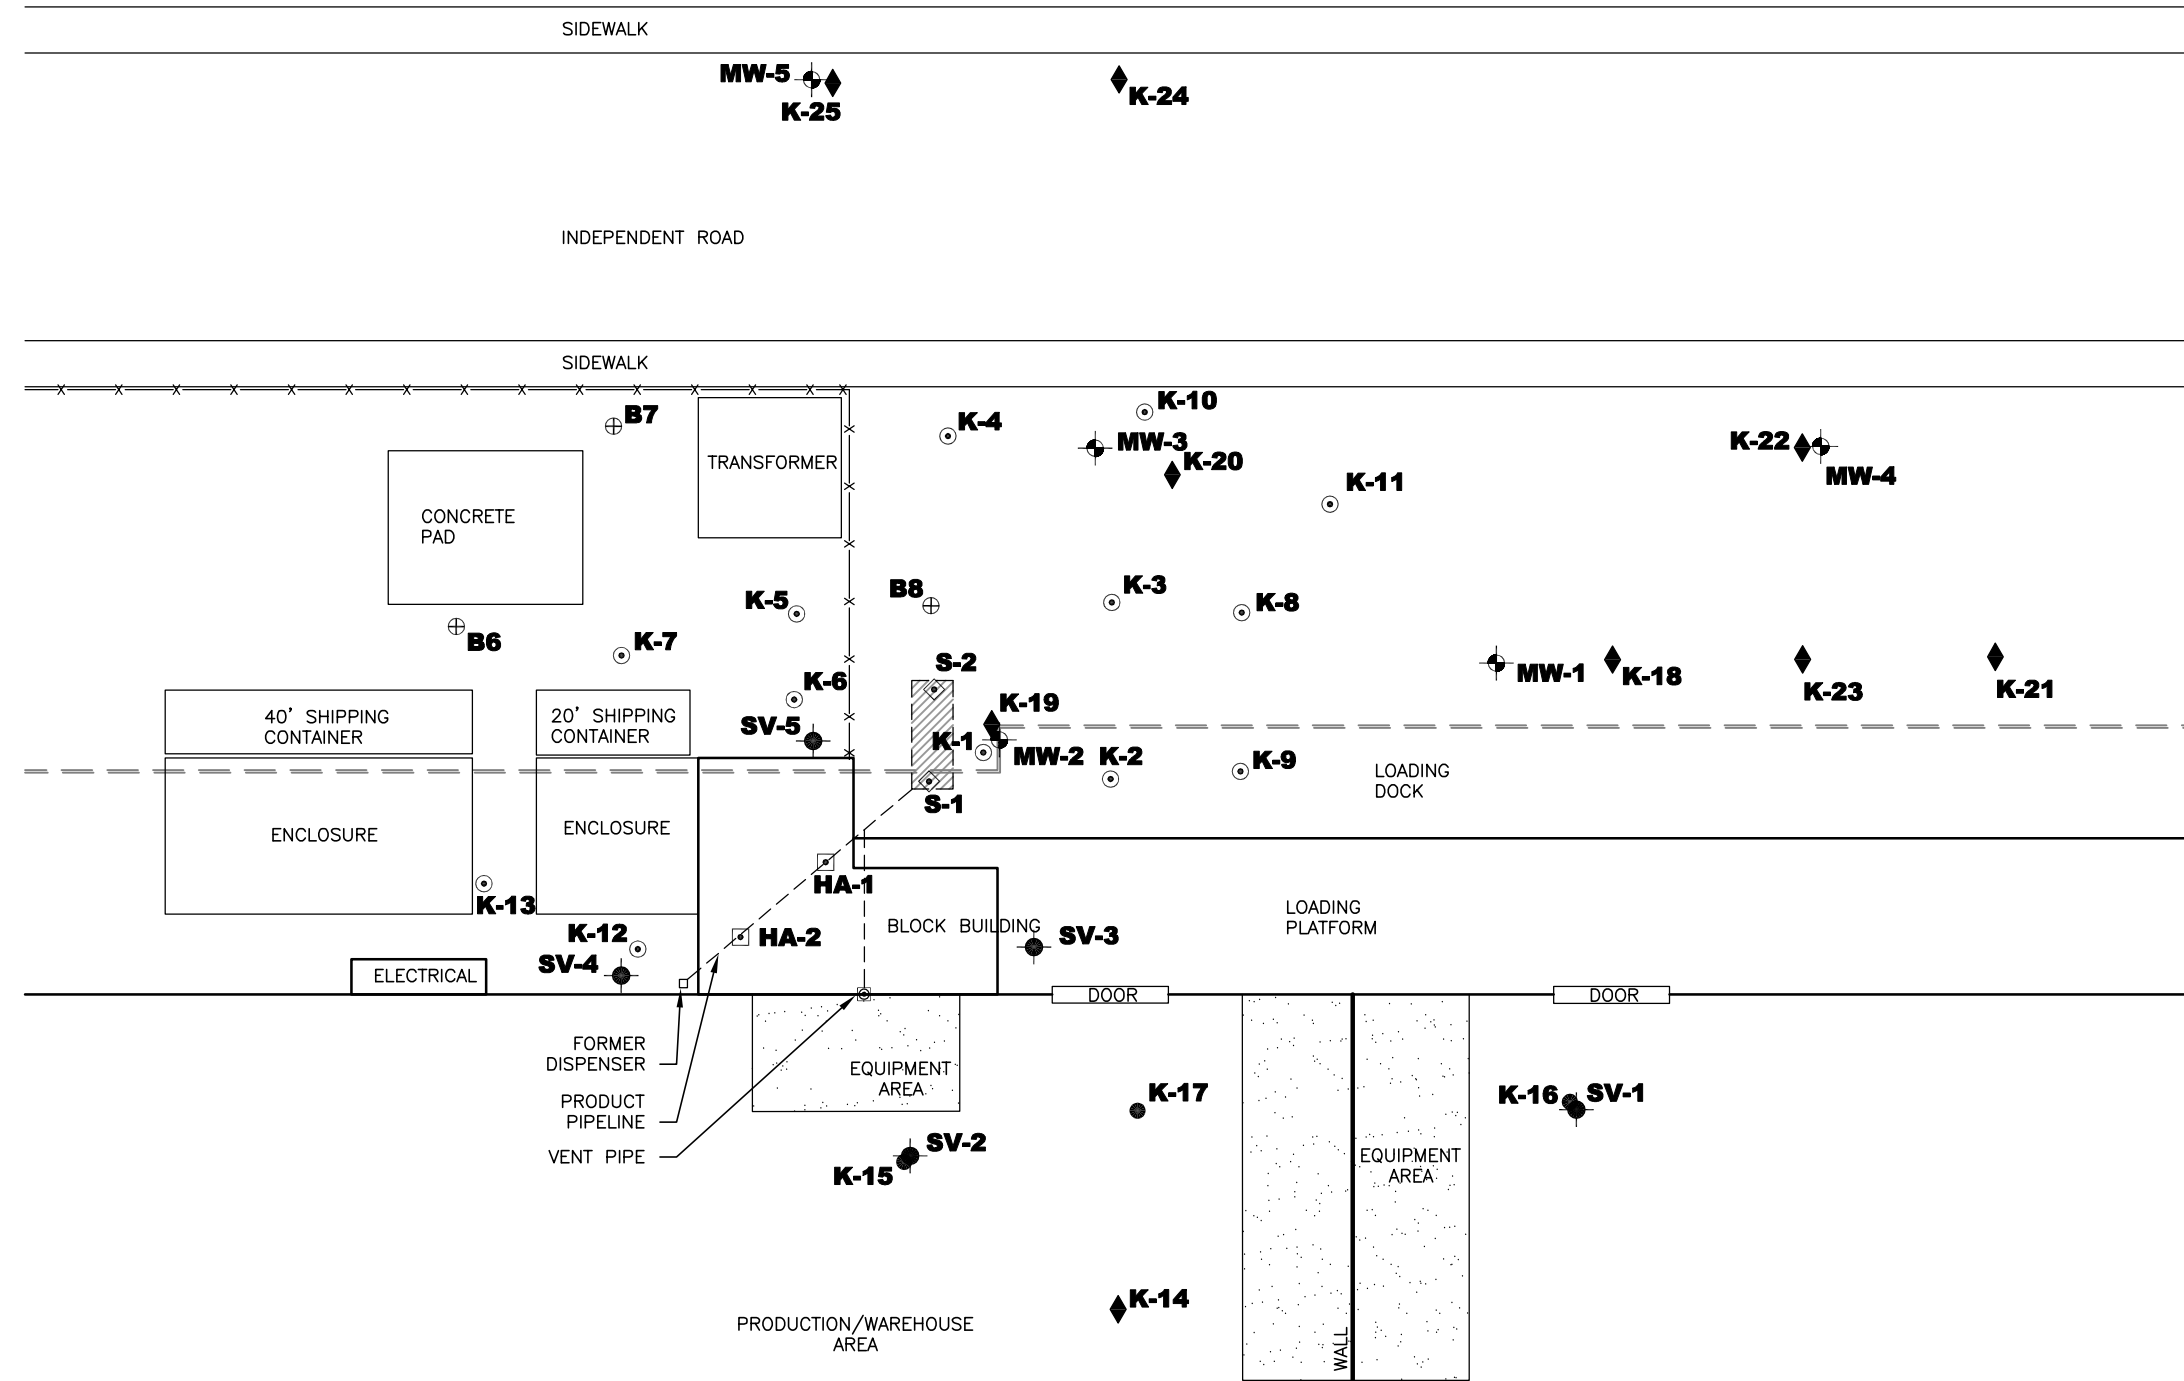 SIDEWALK
MW-5
K-25
K-24
INDEPENDENT ROAD
SIDEWALK
B7
K-4
K-10
TRANSFORMER
MW-3
K-20
K-22
MW-4
K-11
CONCRETE
PAD
K-5
B8
K-3
K-8
B6
K-7
S-2
MW-1
K-18
K-23
K-21
K-6
K-19
40' SHIPPING
CONTAINER
20' SHIPPING
CONTAINER
SV-5
K-1
MW-2
K-2
K-9
LOADING
DOCK
S-1
ENCLOSURE
ENCLOSURE
HA-1
K-13
LOADING
PLATFORM
BLOCK BUILDING
K-12
HA-2
SV-3
SV-4
ELECTRICAL
DOOR
DOOR
FORMER
DISPENSER
EQUIPMENT
AREA
PRODUCT
PIPELINE
K-17
K-16
SV-1
VENT PIPE
SV-2
K-15
EQUIPMENT
AREA
K-14
PRODUCTION/WAREHOUSE
AREA
WALL